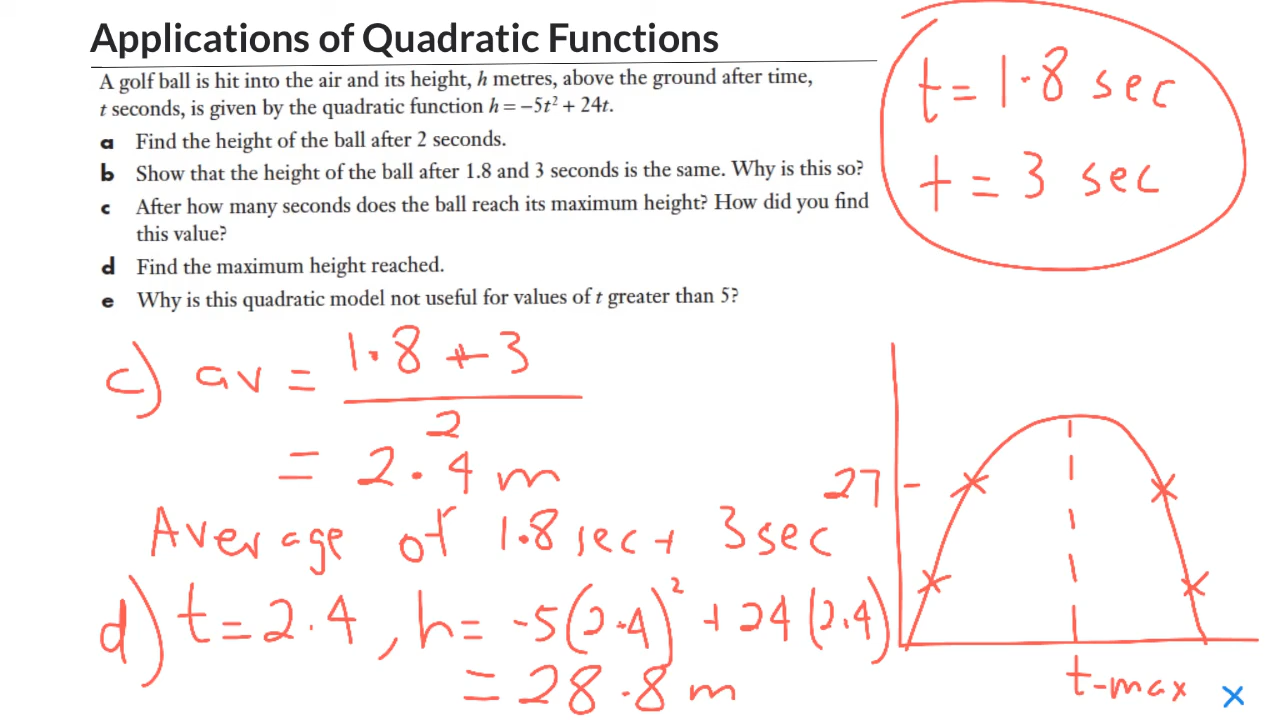 Applications of Quadratic Functions
A golf ball is hit into the air and its height, h metres, above the ground after time,
t seconds, is given by the quadratic function h = −5t² + 24t.
a Find the height of the ball after 2 seconds.
b Show that the height of the ball after 1.8 and 3 seconds is the same. Why is this so?
c After how many seconds does the ball reach its maximum height? How did you find
this value?
d Find the maximum height reached.
e Why is this quadratic model not useful for values of t greater than 5?
t = 1.8 sec
t = 3 sec
c) av = 1.8 + 3
2
= 2.4 m
Average of 1.8 sec + 3 sec
d) t = 2.4, h = -5(2.4)² + 24(2.4)
= 28.8 m
27
t-max